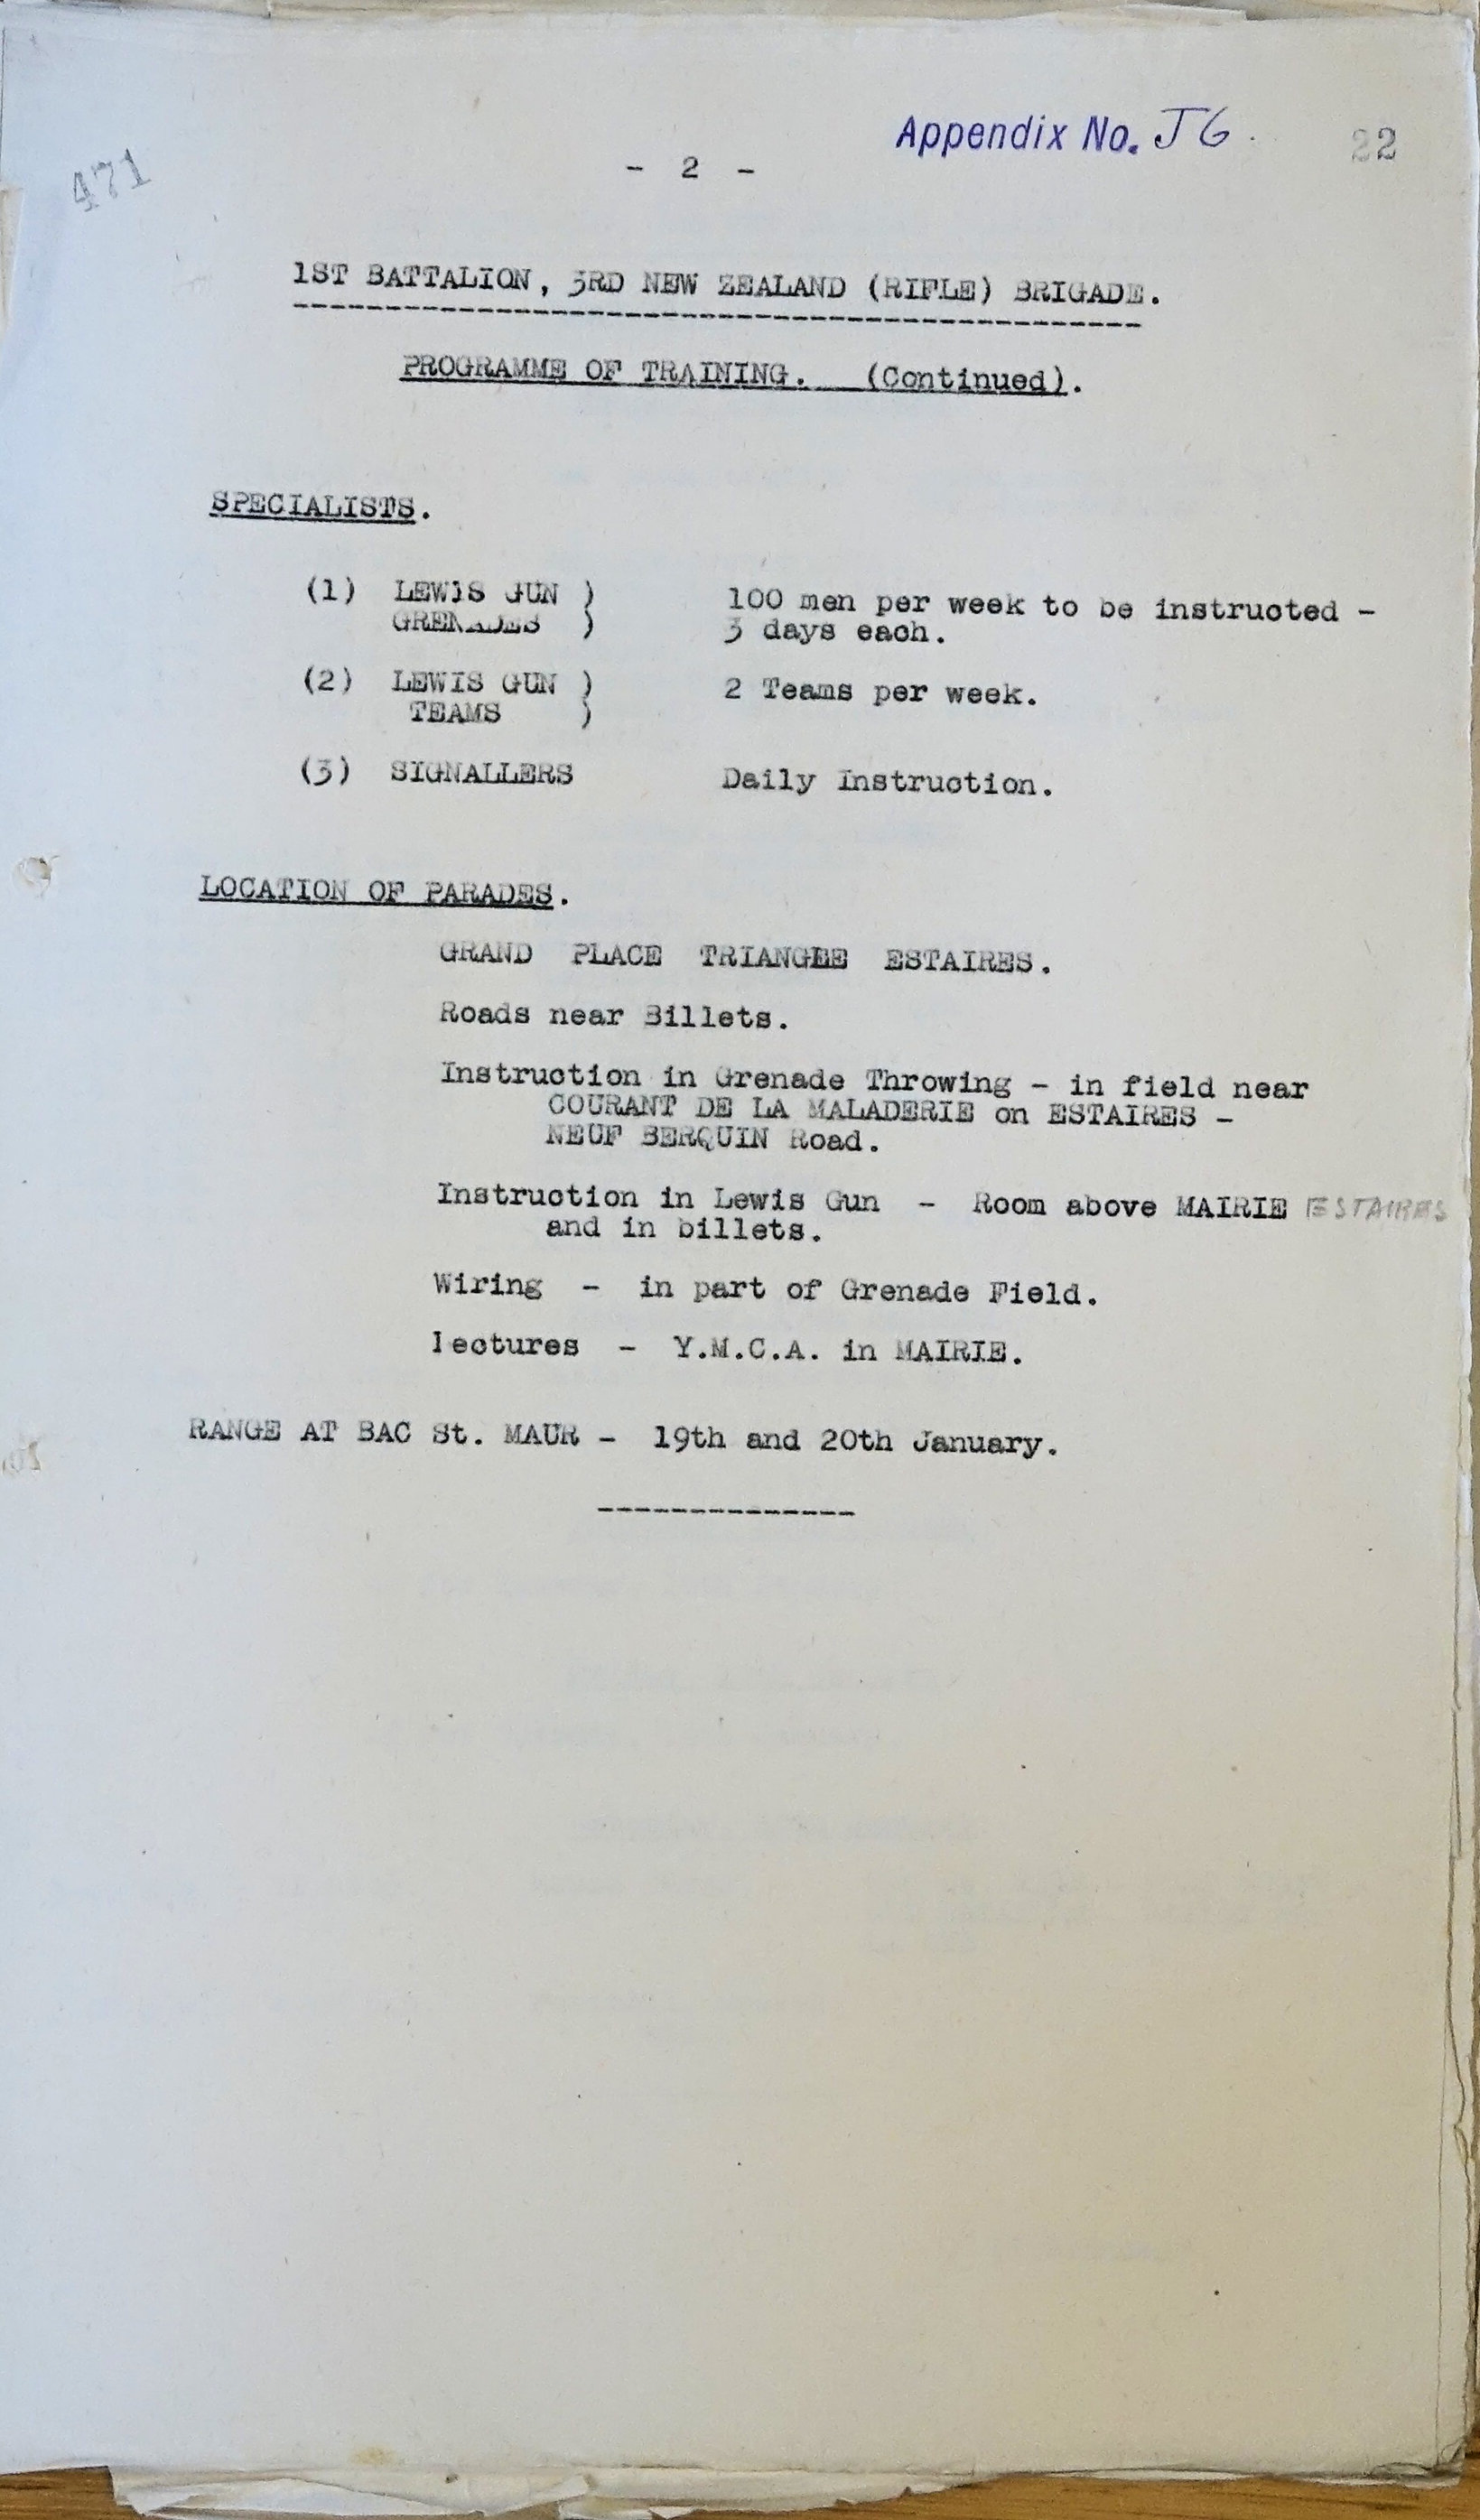 Appendix No. J6.
22
471
- 2 -
1ST BATTALION, 3RD NEW ZEALAND (RIFLE) BRIGADE.
PROGRAMME OF TRAINING. (Continued).
SPECIALISTS.
(1) LEWIS GUN ) 100 men per week to be instructed -
GRENADES ) 3 days each.
(2) LEWIS GUN ) 2 Teams per week.
TEAMS )
(3) SIGNALLERS Daily Instruction.
LOCATION OF PARADES.
GRAND PLACE TRIANGLE ESTAIRES.
Roads near Billets.
Instruction in Grenade Throwing - in field near
COURANT DE LA MALADERIE on ESTAIRES -
NEUF BERQUIN Road.
Instruction in Lewis Gun - Room above MAIRIE ESTAIRES
and in billets.
Wiring - in part of Grenade Field.
Lectures - Y.M.C.A. in MAIRIE.
RANGE AT BAC St. MAUR - 19th and 20th January.
--------------